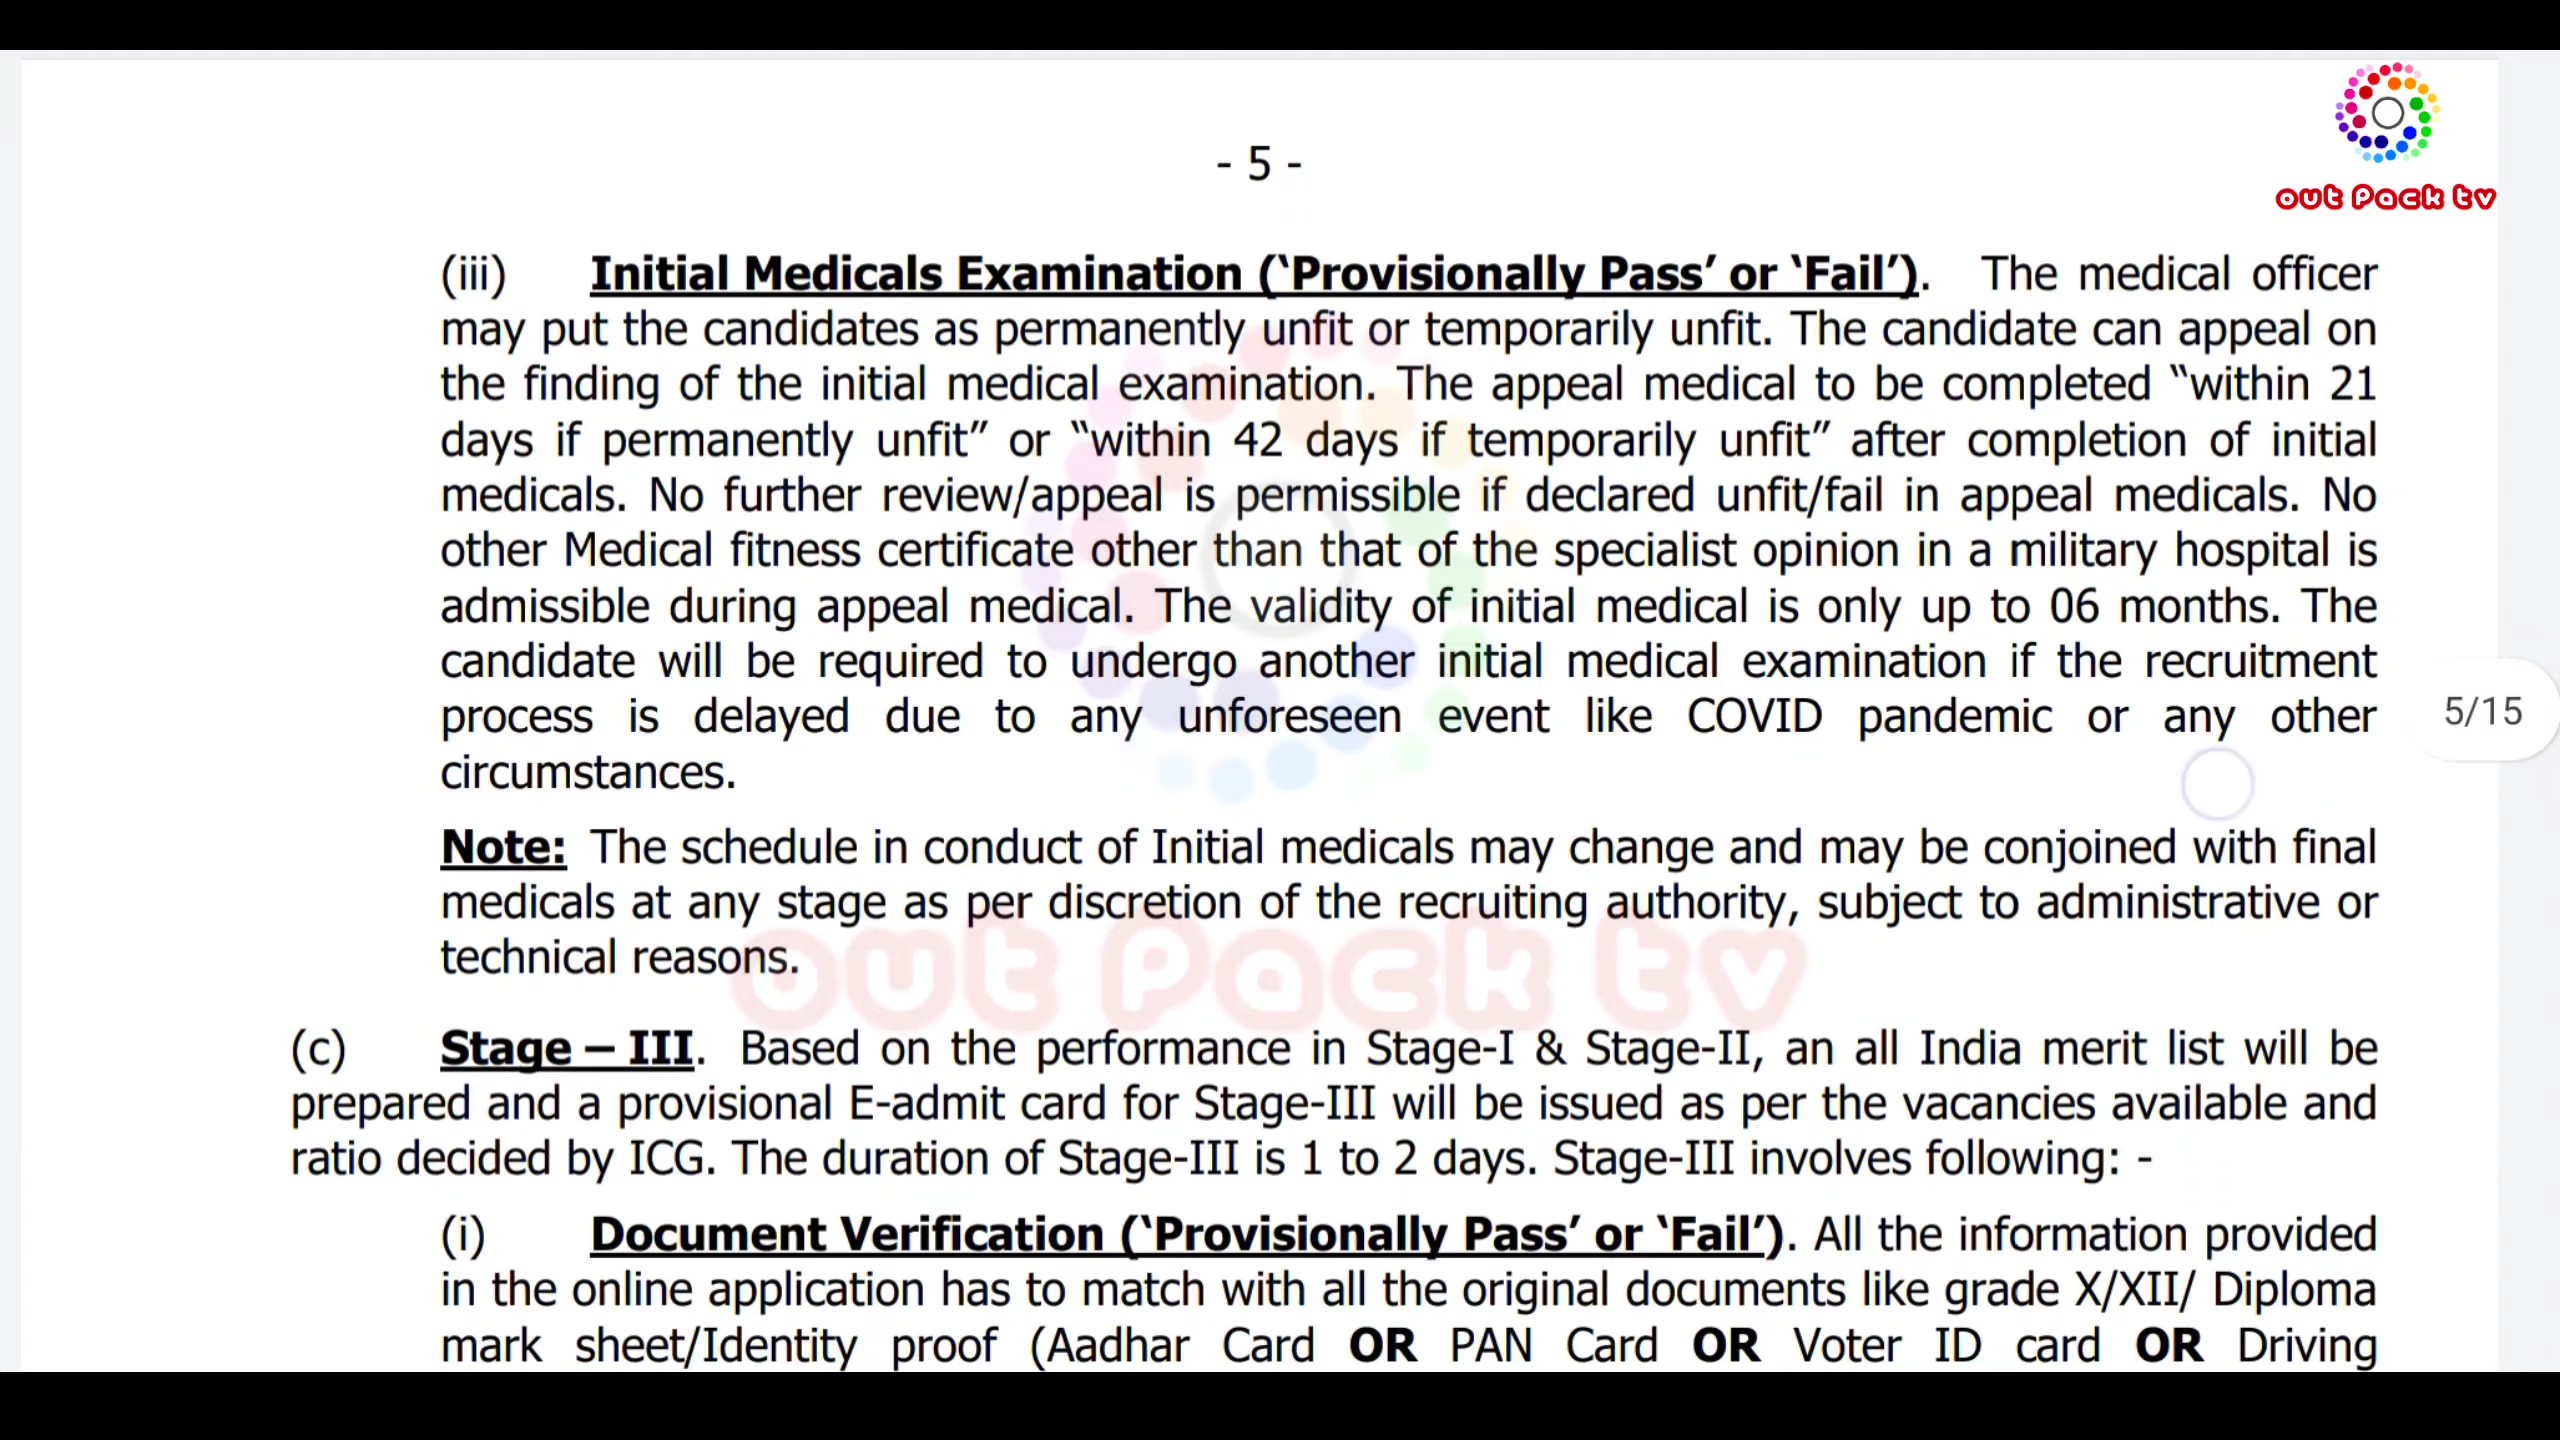 out Pack tv
- 5 -
(iii) Initial Medicals Examination (‘Provisionally Pass’ or ‘Fail’). The medical officer
may put the candidates as permanently unfit or temporarily unfit. The candidate can appeal on
the finding of the initial medical examination. The appeal medical to be completed “within 21
days if permanently unfit” or “within 42 days if temporarily unfit” after completion of initial
medicals. No further review/appeal is permissible if declared unfit/fail in appeal medicals. No
other Medical fitness certificate other than that of the specialist opinion in a military hospital is
admissible during appeal medical. The validity of initial medical is only up to 06 months. The
candidate will be required to undergo another initial medical examination if the recruitment
process is delayed due to any unforeseen event like COVID pandemic or any other
circumstances.
5/15
Note: The schedule in conduct of Initial medicals may change and may be conjoined with final
medicals at any stage as per discretion of the recruiting authority, subject to administrative or
technical reasons.
out Pack tv
(c) Stage – III. Based on the performance in Stage-I & Stage-II, an all India merit list will be
prepared and a provisional E-admit card for Stage-III will be issued as per the vacancies available and
ratio decided by ICG. The duration of Stage-III is 1 to 2 days. Stage-III involves following: -
(i) Document Verification (‘Provisionally Pass’ or ‘Fail’). All the information provided
in the online application has to match with all the original documents like grade X/XII/ Diploma
mark sheet/Identity proof (Aadhar Card OR PAN Card OR Voter ID card OR Driving